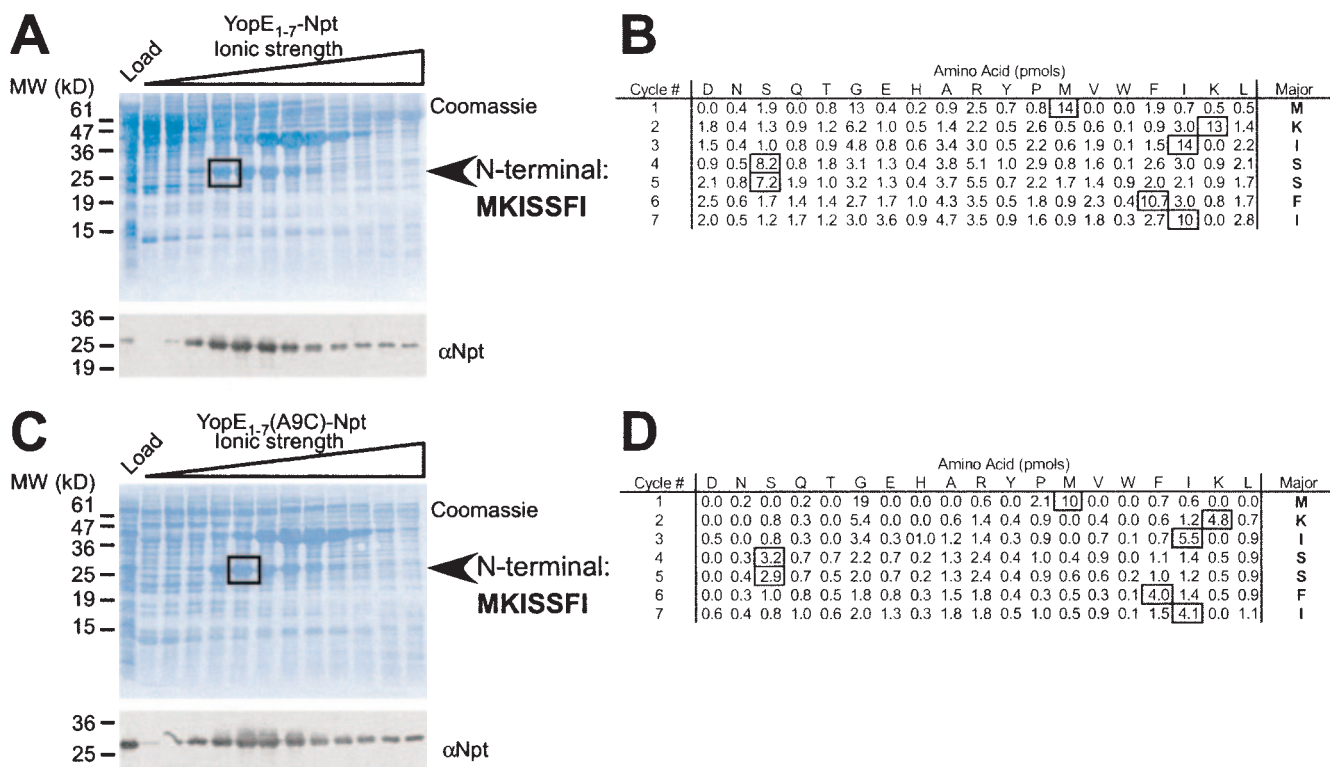 A
YopE1-7-Npt
Ionic strength
Load
MW (kD)
61
47
36
25
19
15
Coomassie
N-terminal:
MKISSFI
36
25
19
αNpt
B
Amino Acid (pmols)
Cycle # D N S Q T G E H A R Y P M V W F I K L Major
1 0.0 0.4 1.9 0.0 0.8 13 0.4 0.2 0.9 2.5 0.7 0.8 14 0.0 0.0 1.9 0.7 0.5 0.5 M
2 1.8 0.4 1.3 0.9 1.2 6.2 1.0 0.5 1.4 2.2 0.5 2.6 0.5 0.6 0.1 0.9 3.0 13 1.4 K
3 1.5 0.4 1.0 0.8 0.9 4.8 0.8 0.6 3.4 3.0 0.5 2.2 0.6 1.9 0.1 1.5 14 0.0 2.2 I
4 0.9 0.5 8.2 0.8 1.8 3.1 1.3 0.4 3.8 5.1 1.0 2.9 0.8 1.6 0.1 2.6 3.0 0.9 2.1 S
5 2.1 0.8 7.2 1.9 1.0 3.2 1.3 0.4 3.7 5.5 0.7 2.2 1.7 1.4 0.9 2.0 2.1 0.9 1.7 S
6 2.5 0.6 1.7 1.4 1.4 2.7 1.7 1.0 4.3 3.5 0.5 1.8 0.9 2.3 0.4 10.7 3.0 0.8 1.7 F
7 2.0 0.5 1.2 1.7 1.2 3.0 3.6 0.9 4.7 3.5 0.9 1.6 0.9 1.8 0.3 2.7 10 0.0 2.8 I
C
YopE1-7(A9C)-Npt
Ionic strength
Load
MW (kD)
61
47
36
25
19
15
Coomassie
N-terminal:
MKISSFI
36
25
αNpt
D
Amino Acid (pmols)
Cycle # D N S Q T G E H A R Y P M V W F I K L Major
1 0.0 0.2 0.0 0.2 0.0 19 0.0 0.0 0.0 0.6 0.0 2.1 10 0.0 0.0 0.7 0.6 0.0 0.0 M
2 0.0 0.0 0.8 0.3 0.0 5.4 0.0 0.0 0.6 1.4 0.4 0.9 0.0 0.4 0.0 0.6 1.2 4.8 0.7 K
3 0.5 0.0 0.8 0.3 0.0 3.4 0.3 01.0 1.2 1.3 0.4 0.9 0.0 0.7 0.1 0.7 5.5 0.0 0.9 I
4 0.0 0.3 3.2 0.7 0.7 2.2 0.7 0.2 1.3 2.4 0.4 1.0 0.4 0.9 0.0 1.1 1.4 0.5 0.9 S
5 0.0 0.4 2.9 0.7 0.5 2.0 0.7 0.2 1.3 2.4 0.4 0.9 0.6 0.6 0.2 1.0 1.2 0.5 0.9 S
6 0.0 0.3 1.0 0.8 0.5 1.8 0.8 0.3 1.5 1.8 0.4 0.3 0.5 0.3 0.1 4.0 1.4 0.5 0.9 F
7 0.6 0.4 0.8 1.0 0.6 2.0 1.3 0.3 1.8 1.8 0.5 1.0 0.5 0.9 0.1 1.5 4.1 0.0 1.1 I